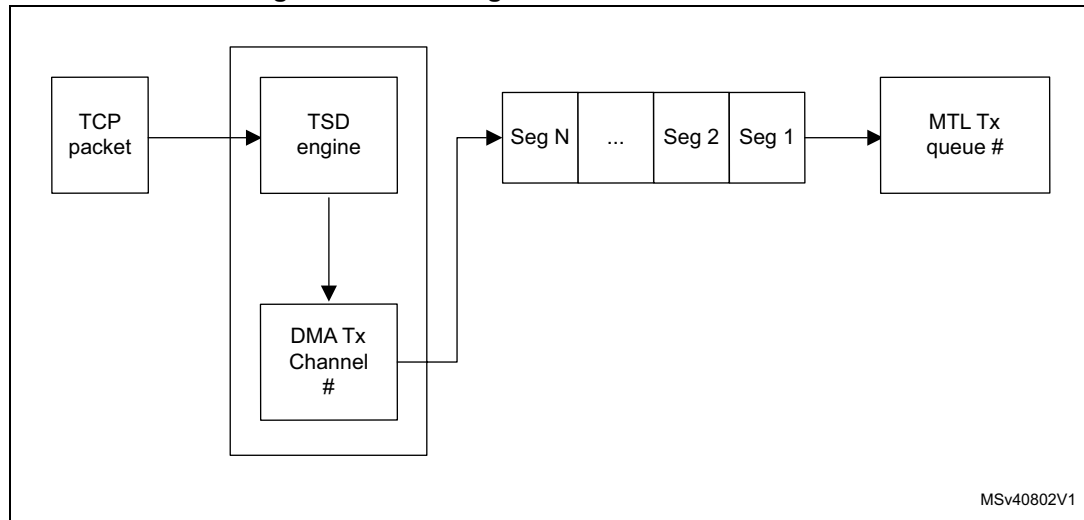 TCP
packet
TSD
engine
DMA Tx
Channel
#
Seg N
...
Seg 2
Seg 1
MTL Tx
queue #
MSv40802V1